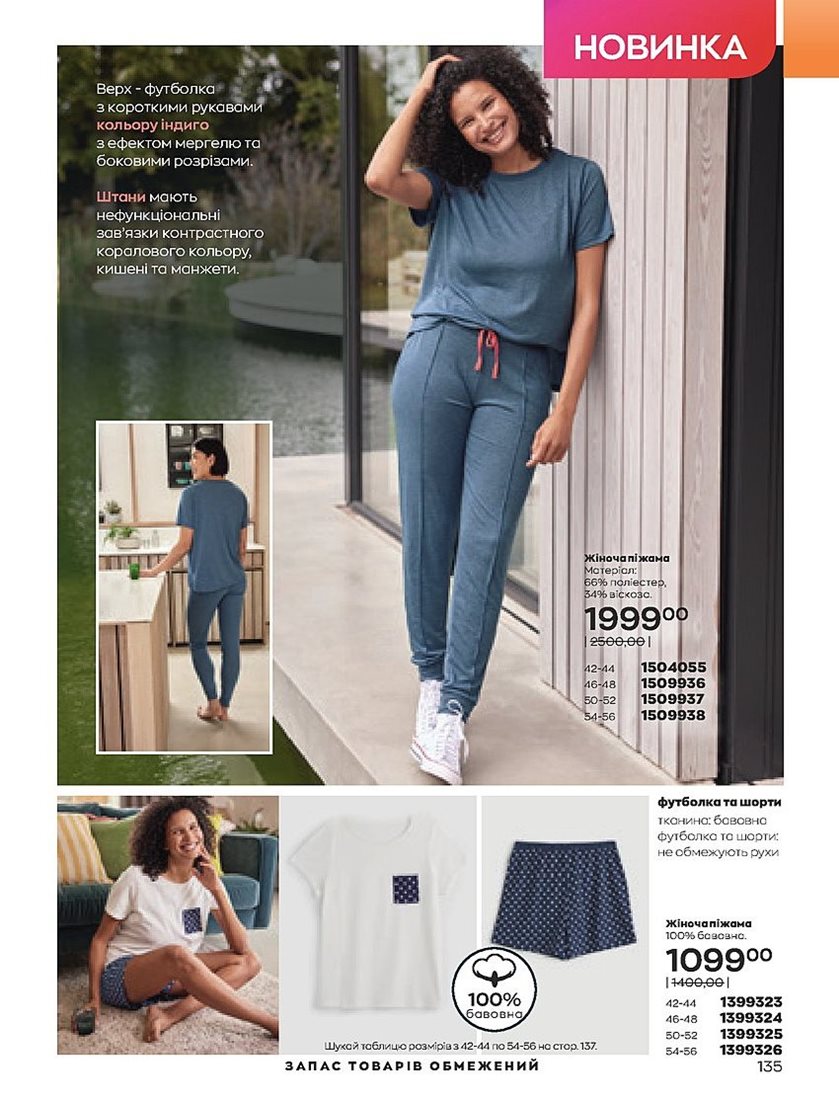 НОВИНКА
Верх - футболка
з короткими рукавами
кольору індиго
з ефектом мергелю та
боковими розрізами.
Штани мають
нефункціональні
зав’язки контрастного
коралового кольору,
кишені та манжети.
Жіноча піжама
Матеріал:
66% поліестер,
34% віскоза.
1999⁰⁰
| 2500,00 |
42-44 1504055
46-48 1509936
50-52 1509937
54-56 1509938
футболка та шорти
тканина: бавовна
футболка та шорти:
не обмежують рухи
Жіноча піжама
100% бавовна.
1099⁰⁰
| 1400,00 |
42-44 1399323
46-48 1399324
50-52 1399325
54-56 1399326
100%
бавовна
Шукай таблицю розмірів з 42-44 по 54-56 на стор. 137.
ЗАПАС ТОВАРІВ ОБМЕЖЕНИЙ
135